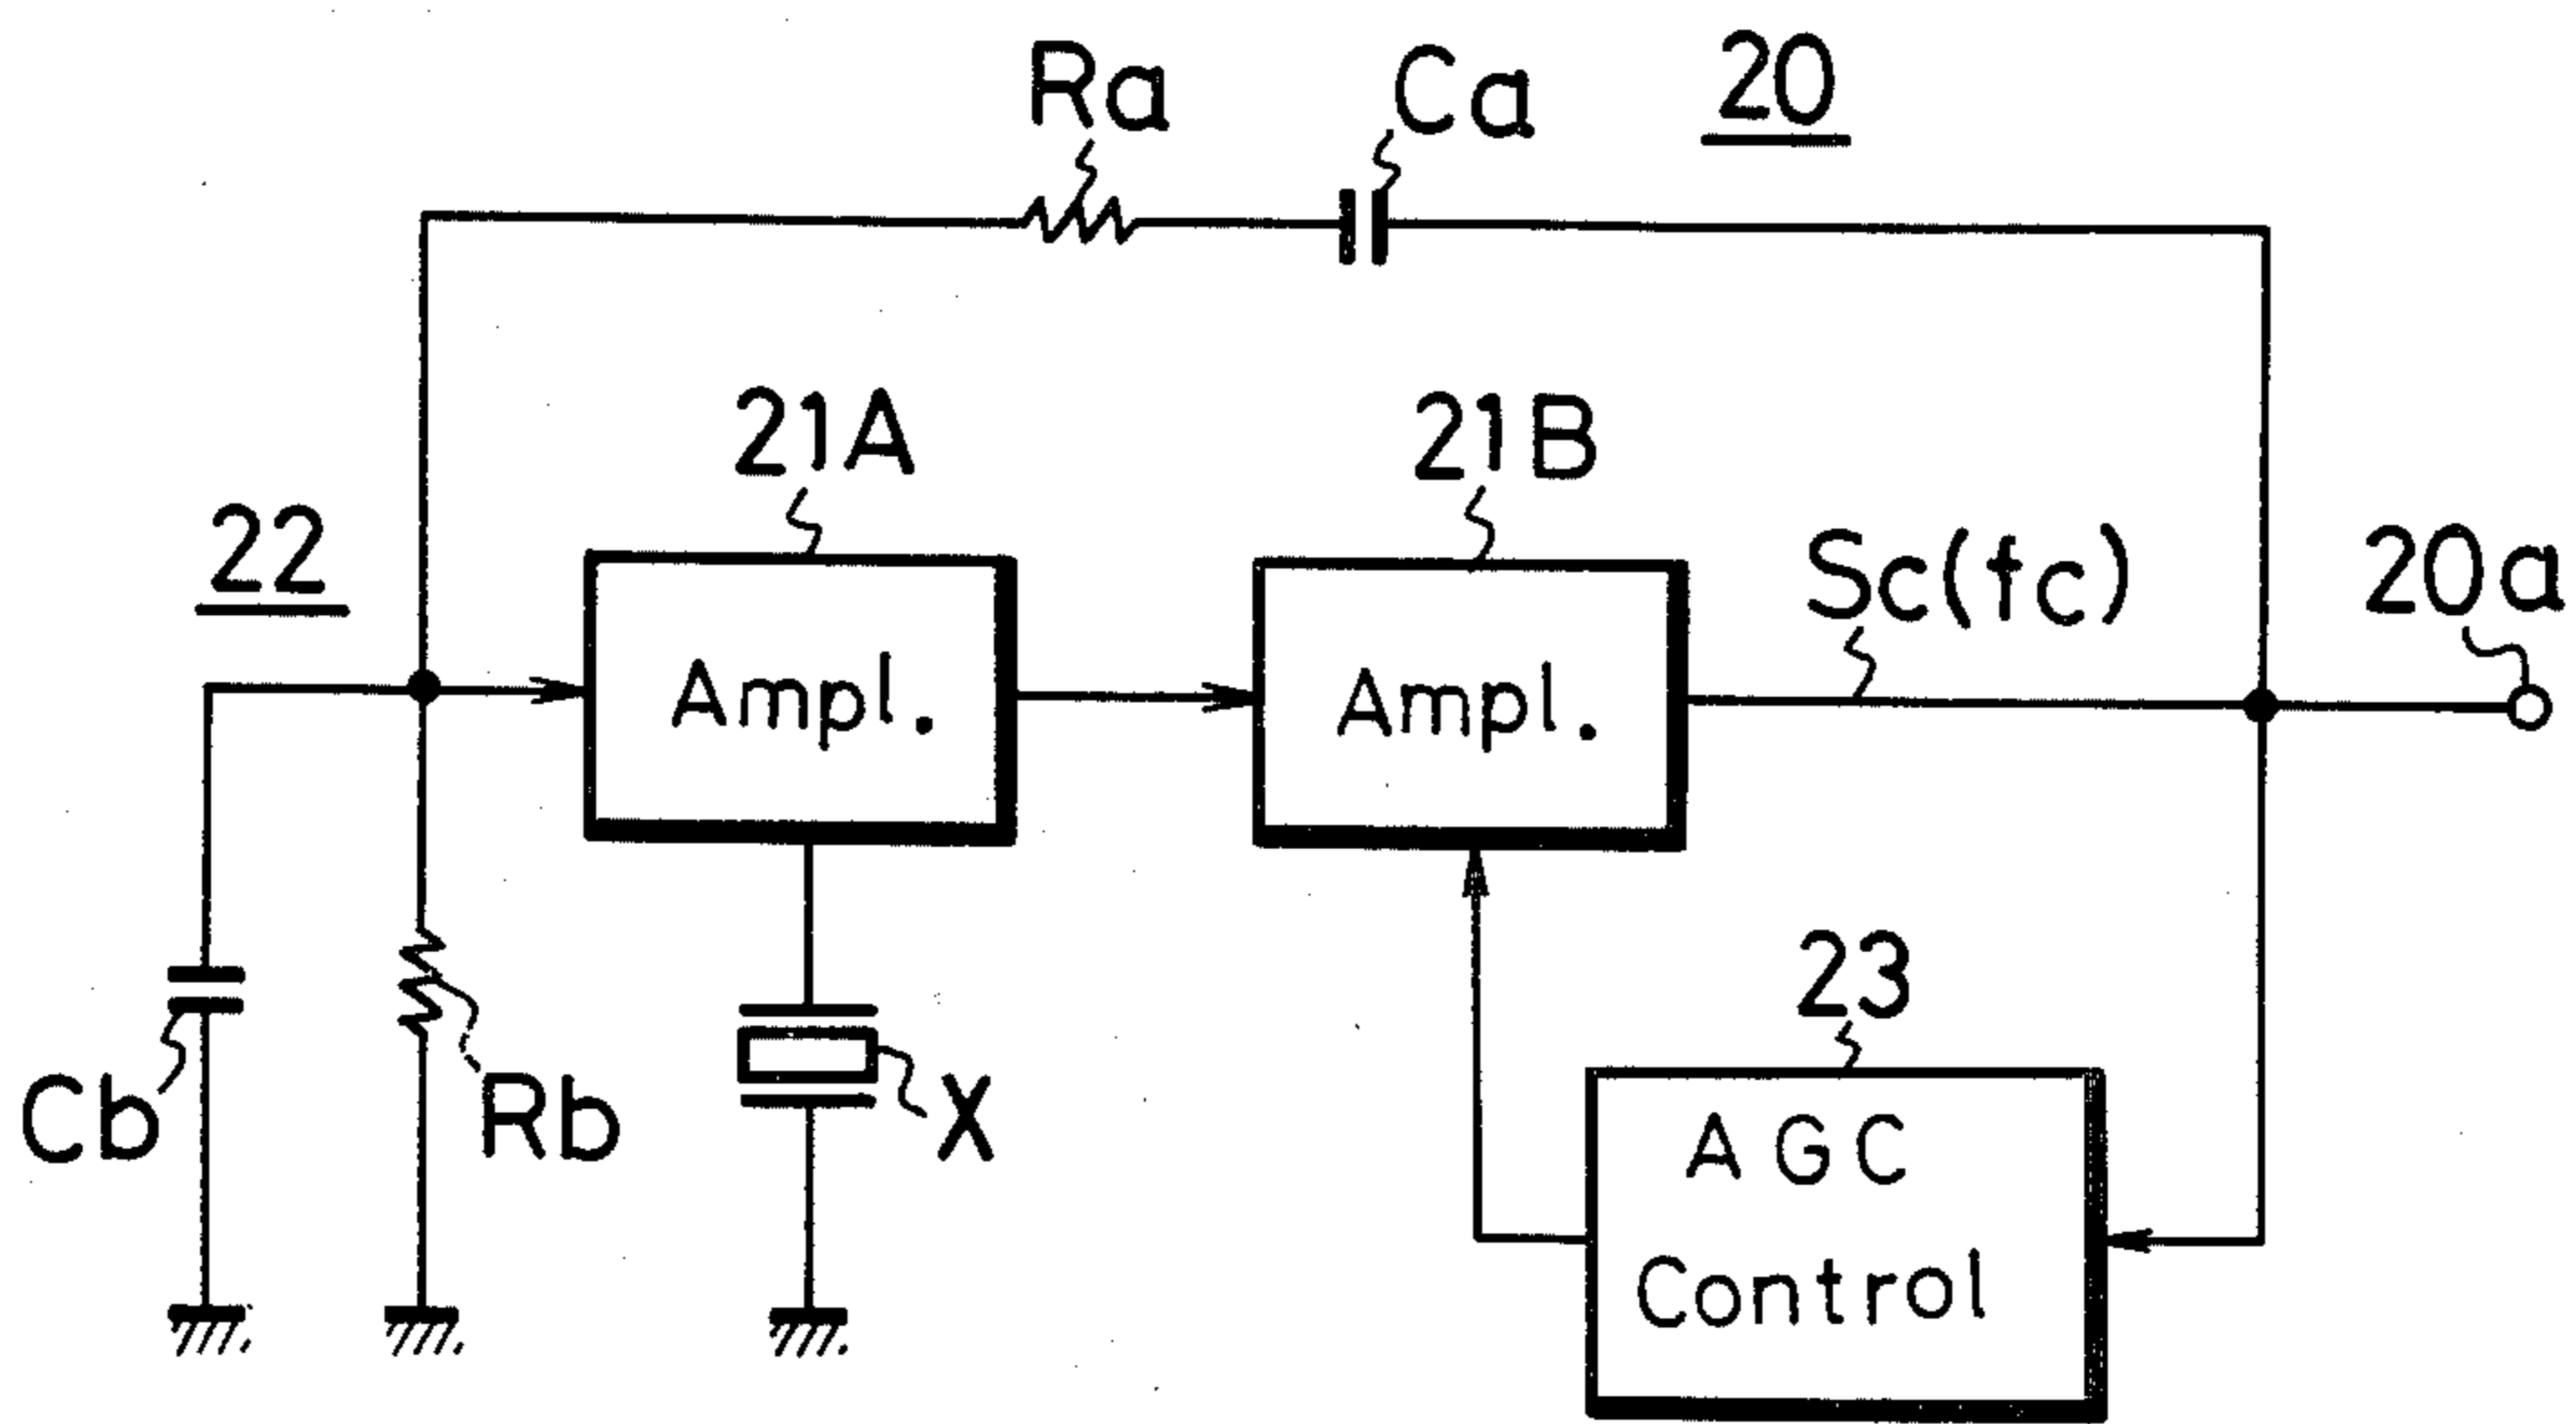 Ra
Ca
20
21A
21B
22
Sc(fc)
20a
Ampl.
Ampl.
23
Cb
Rb
X
AGC
Control